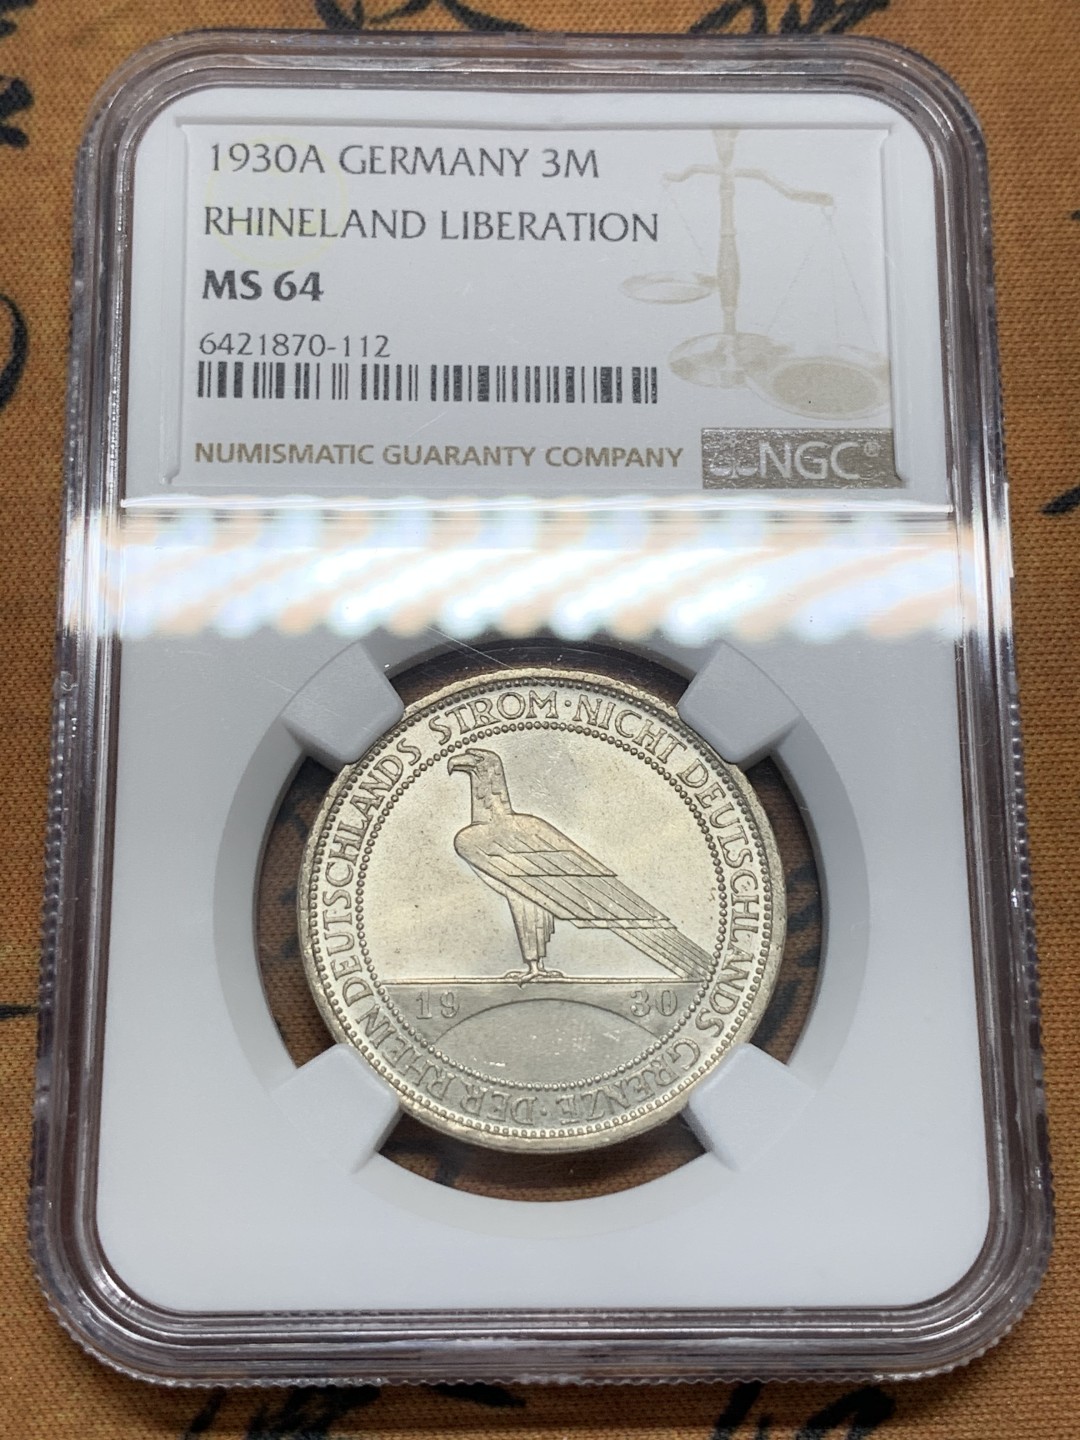 1930A GERMANY 3M
RHINELAND LIBERATION
MS 64
6421870-112
NUMISMATIC GUARANTY COMPANY NGC®
DER RHEIN DEUTSCHLANDS STROM · NICHT DEUTSCHLANDS GRENZE ·
19 30